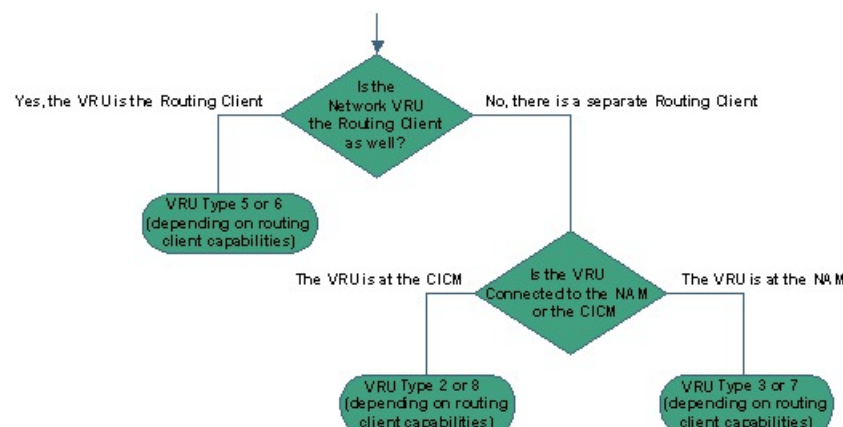 Is the
Network VRU
the Routing Client
as well?
Yes, the VRU is the Routing Client
No, there is a separate Routing Client
VRU Type 5 or 6
(depending on routing
client capabilities)
Is the VRU
Connected to the NAM
or the CICM
The VRU is at the CICM
The VRU is at the NAM
VRU Type 2 or 8
(depending on routing
client capabilities)
VRU Type 3 or 7
(depending on routing
client capabilities)